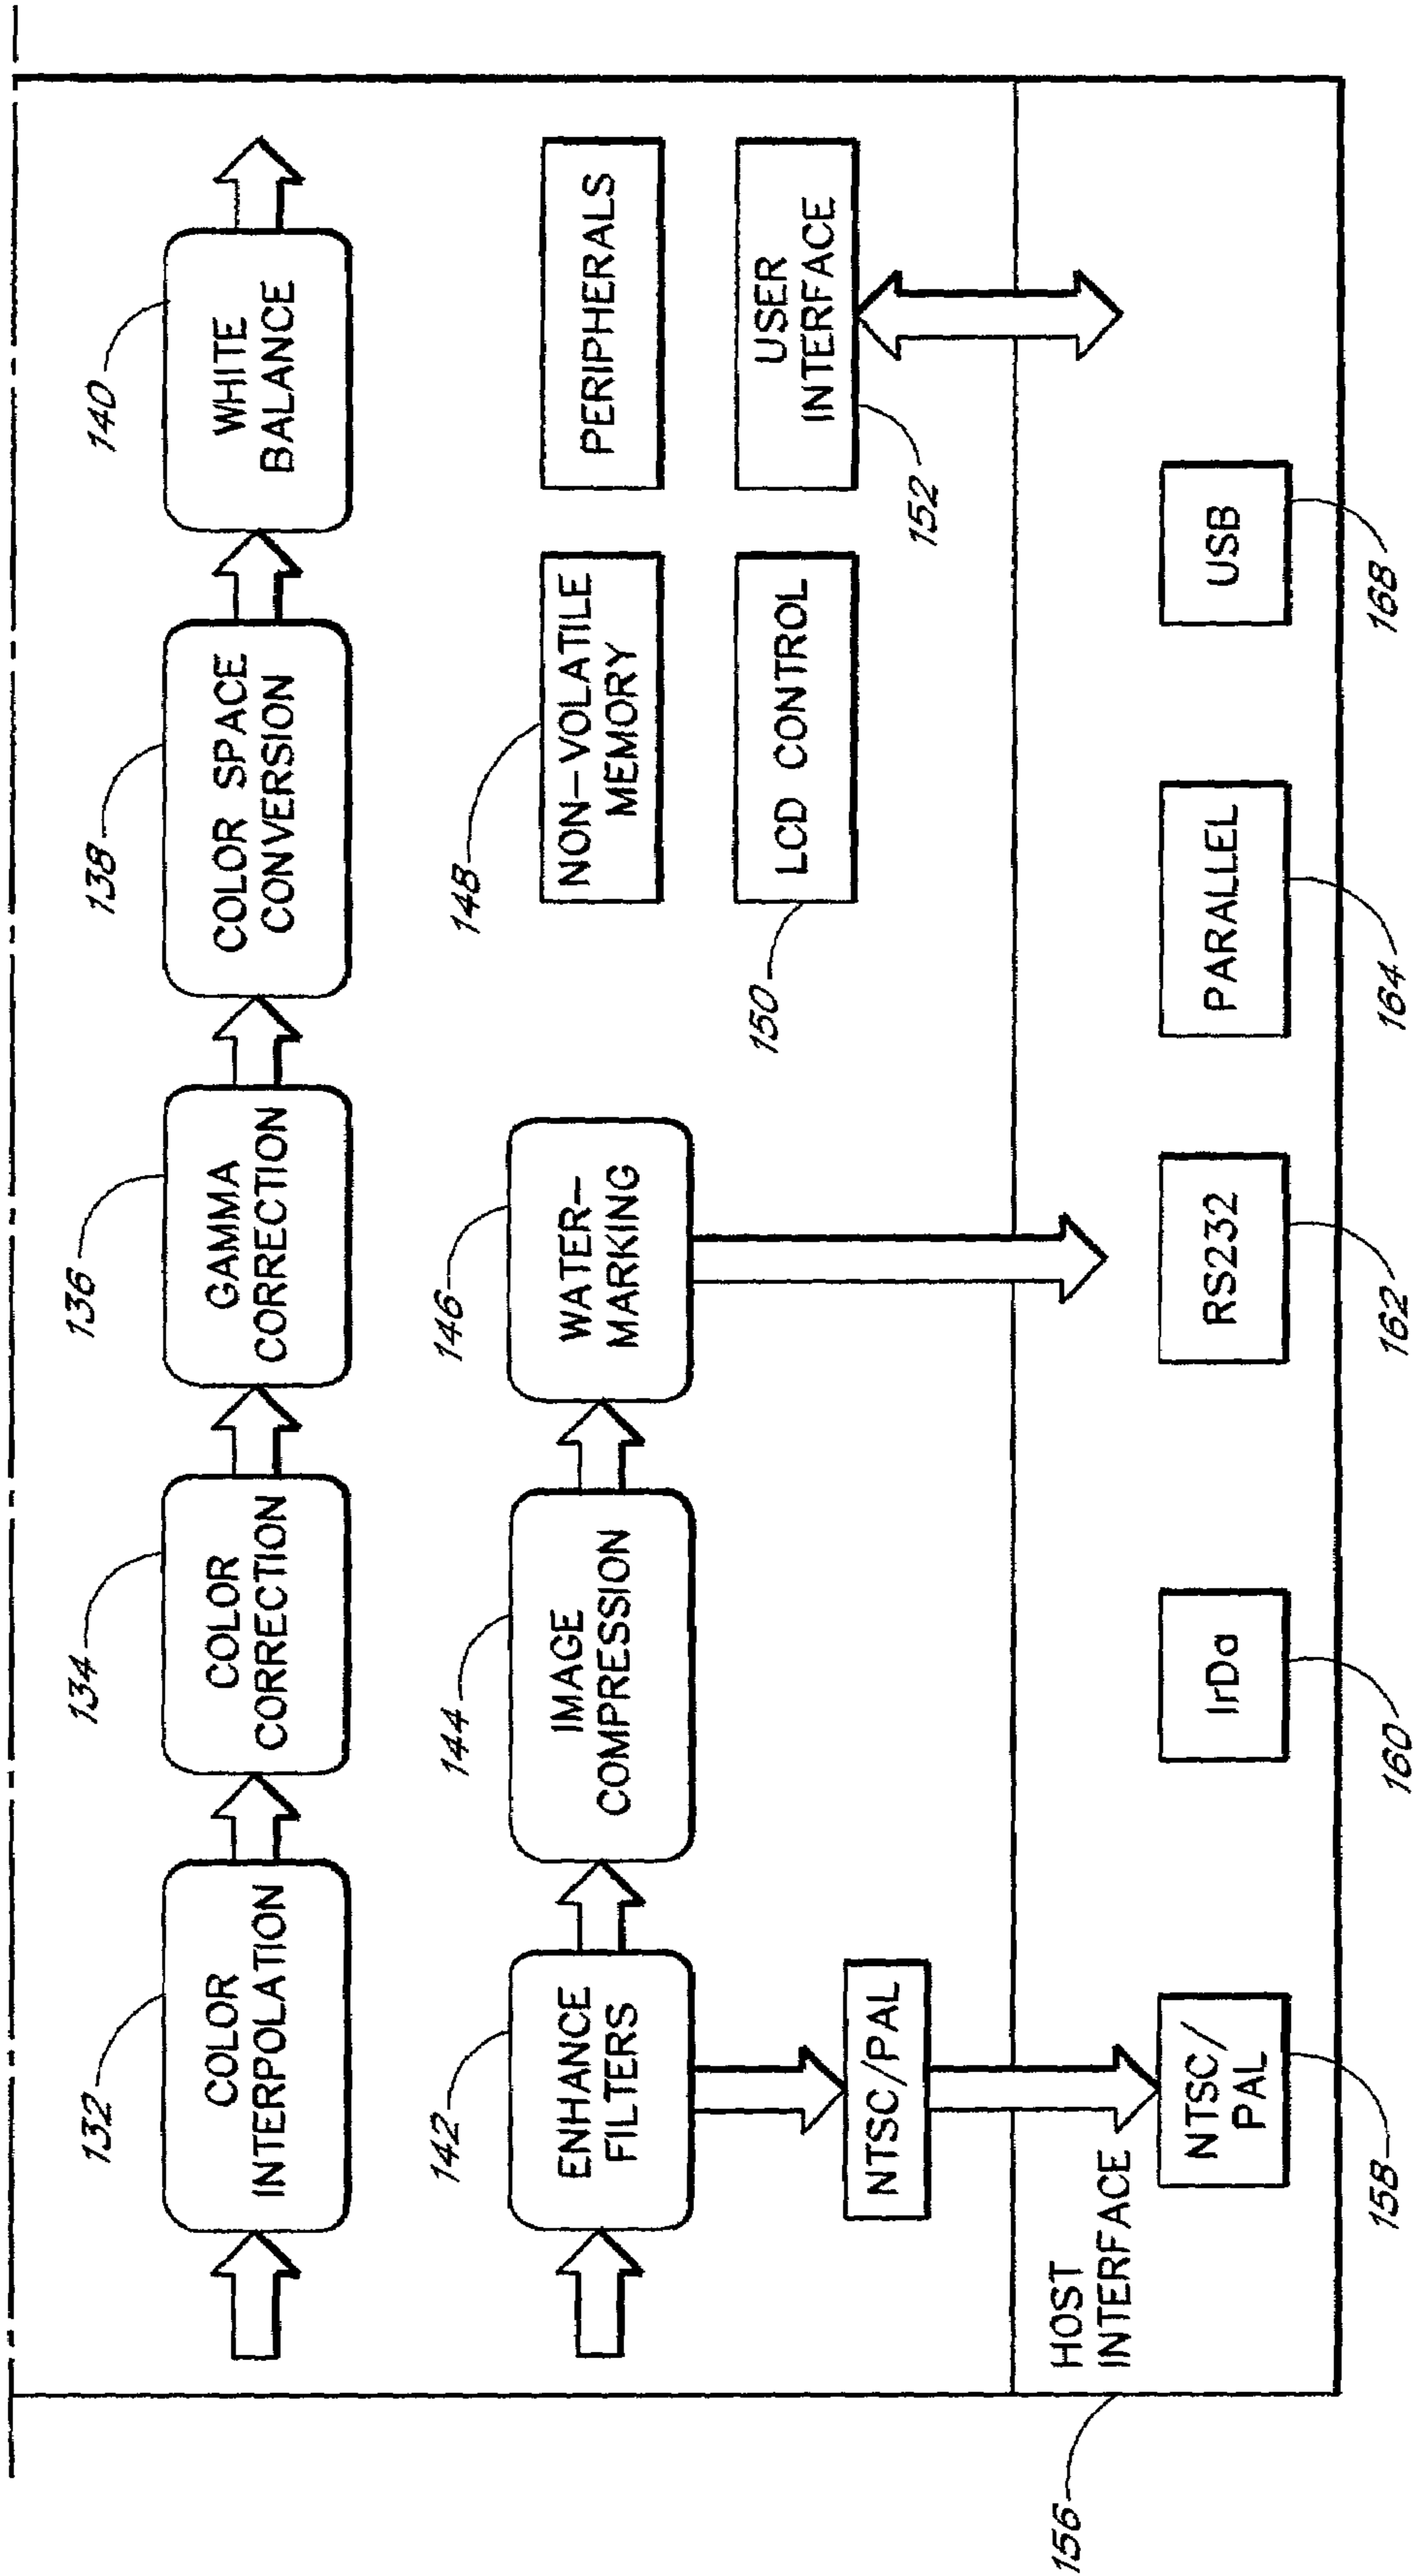 132
COLOR
INTERPOLATION
134
COLOR
CORRECTION
136
GAMMA
CORRECTION
138
COLOR SPACE
CONVERSION
140
WHITE
BALANCE
142
ENHANCE
FILTERS
144
IMAGE
COMPRESSION
146
WATER-
MARKING
148
NON-VOLATILE
MEMORY
PERIPHERALS
150
LCD CONTROL
USER
INTERFACE
152
NTSC/PAL
156
HOST
INTERFACE
NTSC/
PAL
158
IrDa
160
RS232
162
PARALLEL
164
USB
168